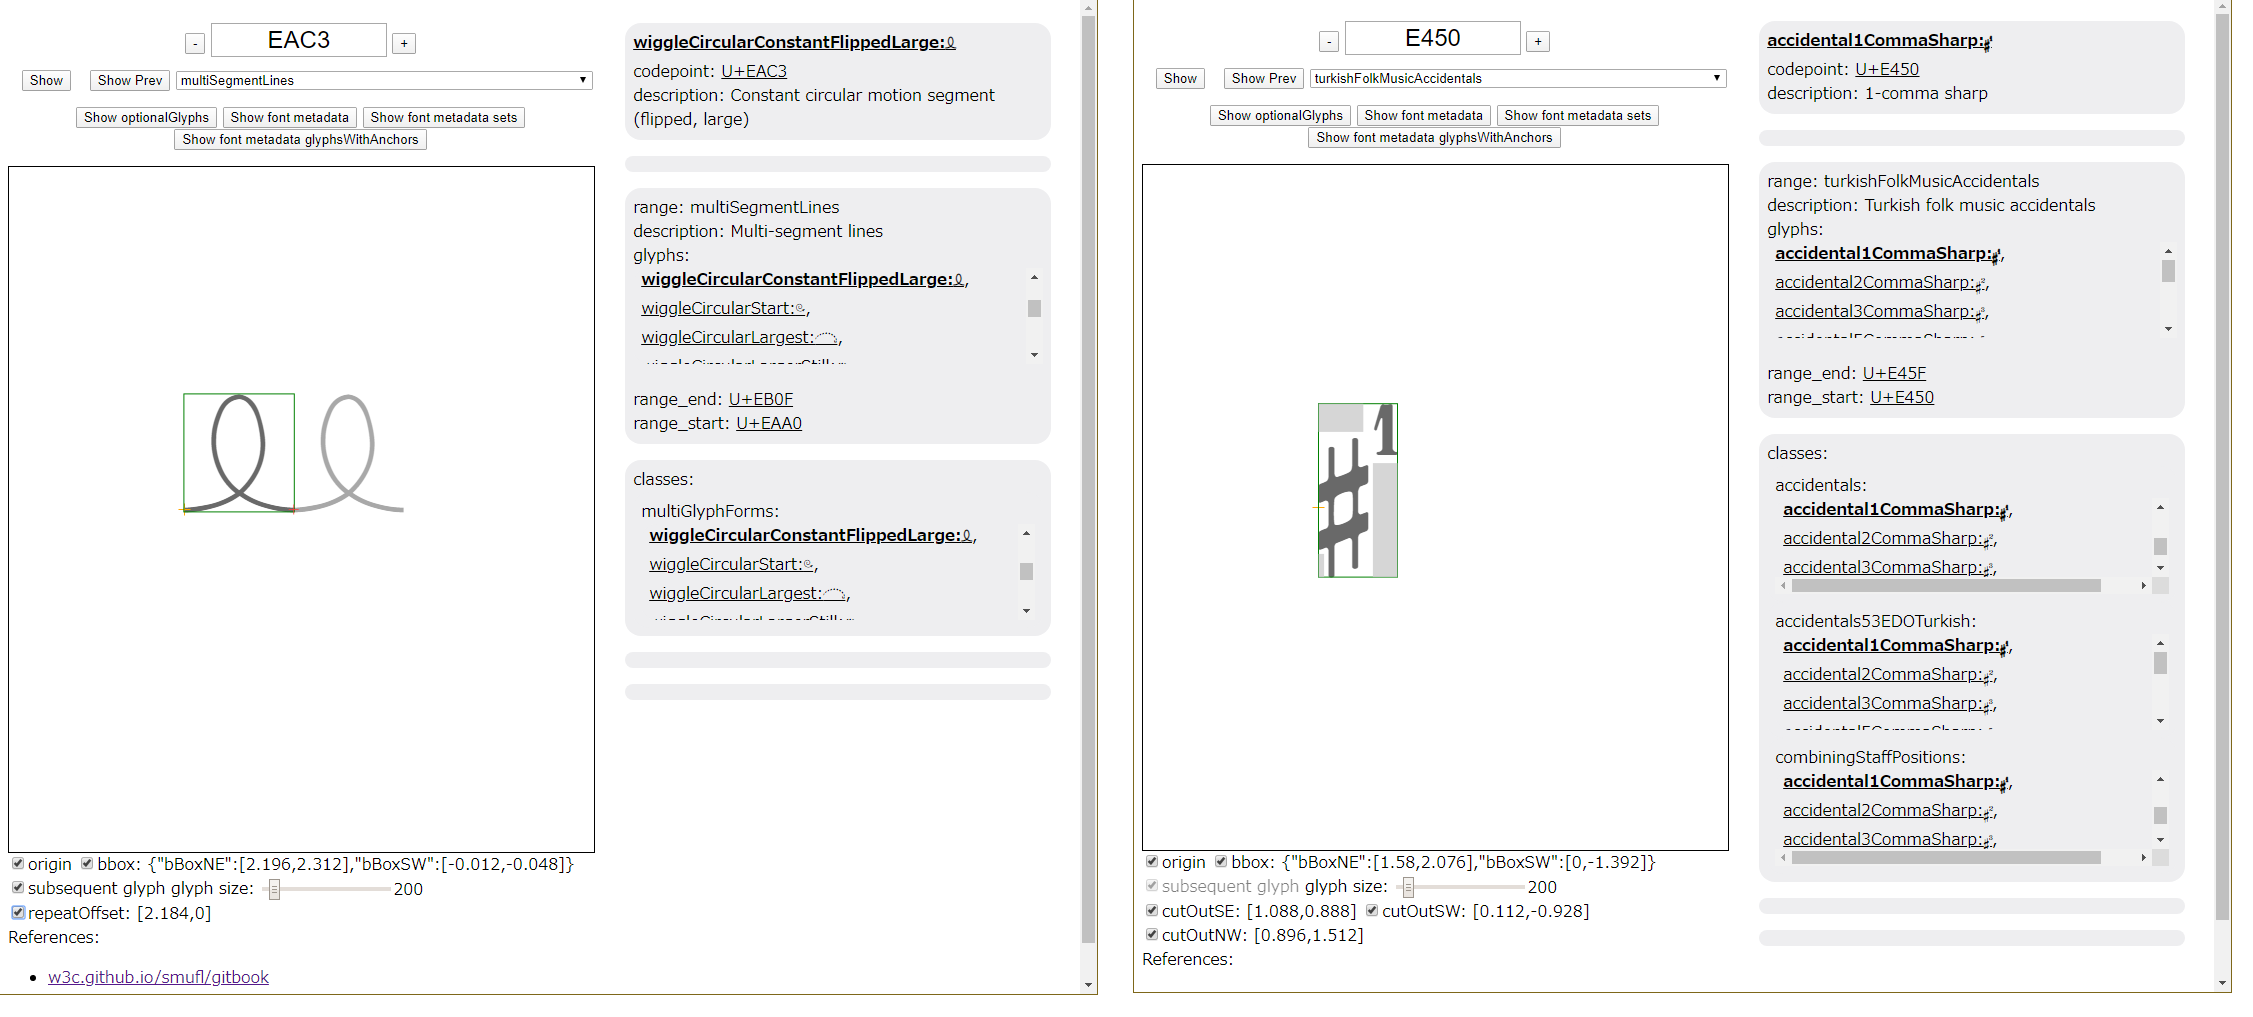 - EAC3 +
Show Show Prev multiSegmentLines
Show optionalGlyphs Show font metadata Show font metadata sets
Show font metadata glyphsWithAnchors
origin bbox: {"bBoxNE":[2.196,2.312],"bBoxSW":[-0.012,-0.048]}
subsequent glyph glyph size: 200
repeatOffset: [2.184,0]
References:
w3c.github.io/smufl/gitbook
wiggleCircularConstantFlippedLarge:
codepoint: U+EAC3
description: Constant circular motion segment
(flipped, large)
range: multiSegmentLines
description: Multi-segment lines
glyphs:
wiggleCircularConstantFlippedLarge:,
wiggleCircularStart:,
wiggleCircularLargest:,
range_end: U+EB0F
range_start: U+EAA0
classes:
multiGlyphForms:
wiggleCircularConstantFlippedLarge:,
wiggleCircularStart:,
wiggleCircularLargest:,
- E450 +
Show Show Prev turkishFolkMusicAccidentals
Show optionalGlyphs Show font metadata Show font metadata sets
Show font metadata glyphsWithAnchors
1
origin bbox: {"bBoxNE":[1.58,2.076],"bBoxSW":[0,-1.392]}
subsequent glyph glyph size: 200
cutOutSE: [1.088,0.888] cutOutSW: [0.112,-0.928]
cutOutNW: [0.896,1.512]
References:
accidental1CommaSharp:
codepoint: U+E450
description: 1-comma sharp
range: turkishFolkMusicAccidentals
description: Turkish folk music accidentals
glyphs:
accidental1CommaSharp:,
accidental2CommaSharp:,
accidental3CommaSharp:,
range_end: U+E45F
range_start: U+E450
classes:
accidentals:
accidental1CommaSharp:,
accidental2CommaSharp:,
accidental3CommaSharp:,
accidentals53EDOTurkish:
accidental1CommaSharp:,
accidental2CommaSharp:,
accidental3CommaSharp:,
combiningStaffPositions:
accidental1CommaSharp:,
accidental2CommaSharp:,
accidental3CommaSharp:,